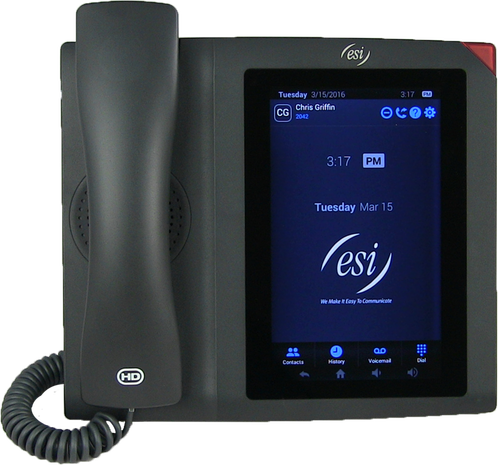 esi
Tuesday 3/15/2016 3:17 PM
CG Chris Griffin
2042
?
3:17 PM
Tuesday Mar 15
esi
We Make It Easy To Communicate
Contacts History Voicemail Dial
HD